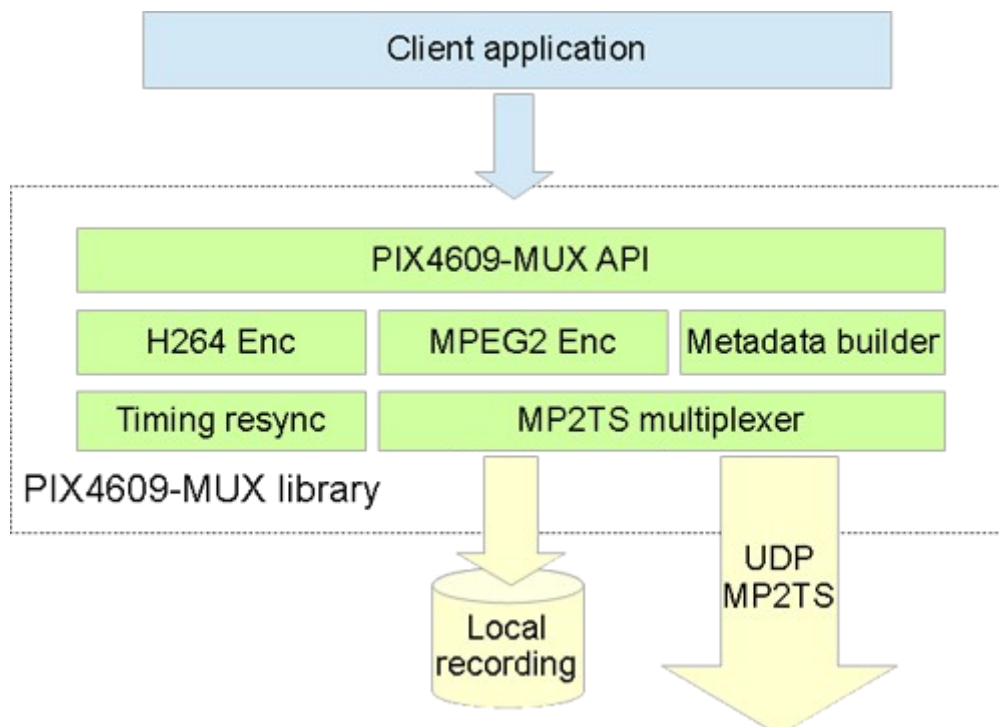 Client application
PIX4609-MUX API
H264 Enc
MPEG2 Enc
Metadata builder
Timing resync
MP2TS multiplexer
PIX4609-MUX library
UDP
MP2TS
Local
recording